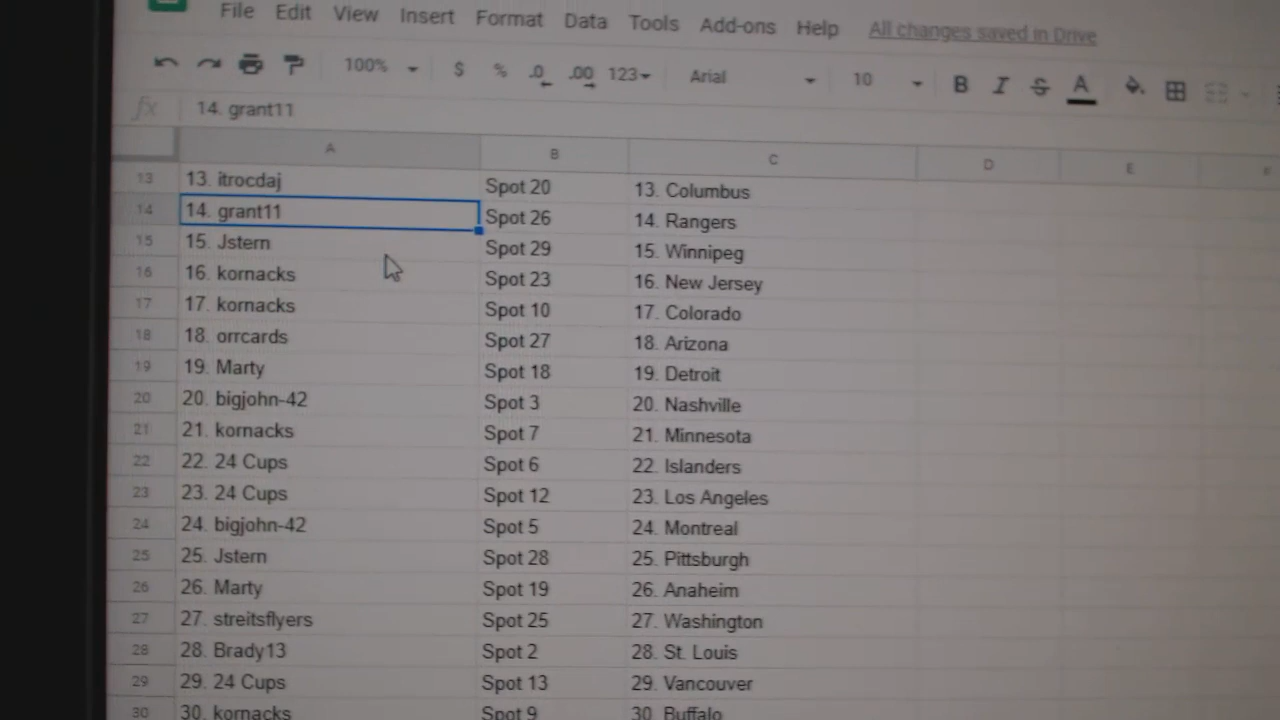 File Edit View Insert Format Data Tools Add-ons Help All changes saved in Drive
100% $ % .0 .00 123 Arial 10 B I S A
fx 14. grant11
A B C D E
13 13. itrocdaj Spot 20 13. Columbus
14 14. grant11 Spot 26 14. Rangers
15 15. Jstern Spot 29 15. Winnipeg
16 16. kornacks Spot 23 16. New Jersey
17 17. kornacks Spot 10 17. Colorado
18 18. orrcards Spot 27 18. Arizona
19 19. Marty Spot 18 19. Detroit
20 20. bigjohn-42 Spot 3 20. Nashville
21 21. kornacks Spot 7 21. Minnesota
22 22. 24 Cups Spot 6 22. Islanders
23 23. 24 Cups Spot 12 23. Los Angeles
24 24. bigjohn-42 Spot 5 24. Montreal
25 25. Jstern Spot 28 25. Pittsburgh
26 26. Marty Spot 19 26. Anaheim
27 27. streitsflyers Spot 25 27. Washington
28 28. Brady13 Spot 2 28. St. Louis
29 29. 24 Cups Spot 13 29. Vancouver
30 30. kornacks Spot 9 30. Buffalo